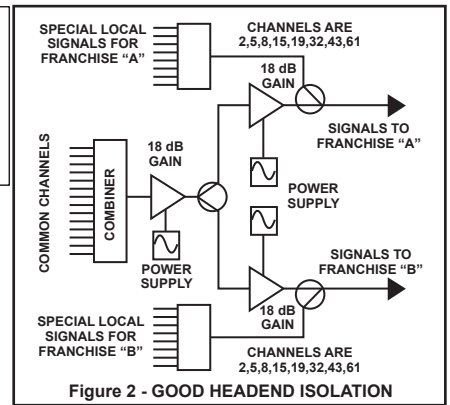 SPECIAL LOCAL
SIGNALS FOR
FRANCHISE "A"
CHANNELS ARE
2,5,8,15,19,32,43,61
18 dB
GAIN
SIGNALS TO
FRANCHISE "A"
COMMON CHANNELS
COMBINER
18 dB
GAIN
POWER
SUPPLY
POWER
SUPPLY
SIGNALS TO
FRANCHISE "B"
18 dB
GAIN
SPECIAL LOCAL
SIGNALS FOR
FRANCHISE "B"
CHANNELS ARE
2,5,8,15,19,32,43,61
Figure 2 - GOOD HEADEND ISOLATION